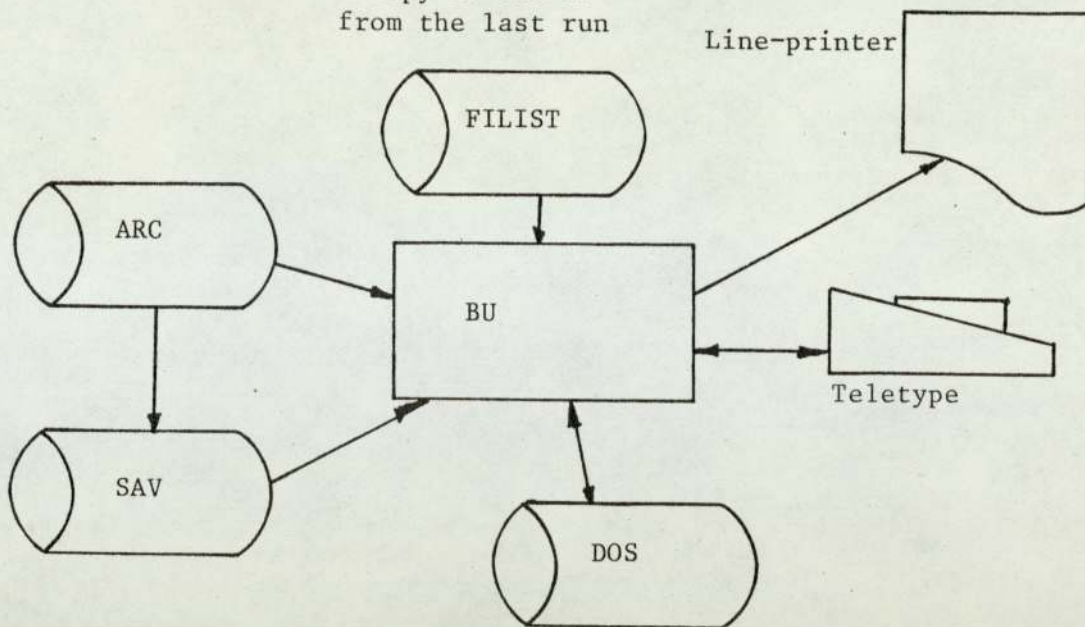 from the last run
Line-printer
FILIST
ARC
BU
Teletype
SAV
DOS